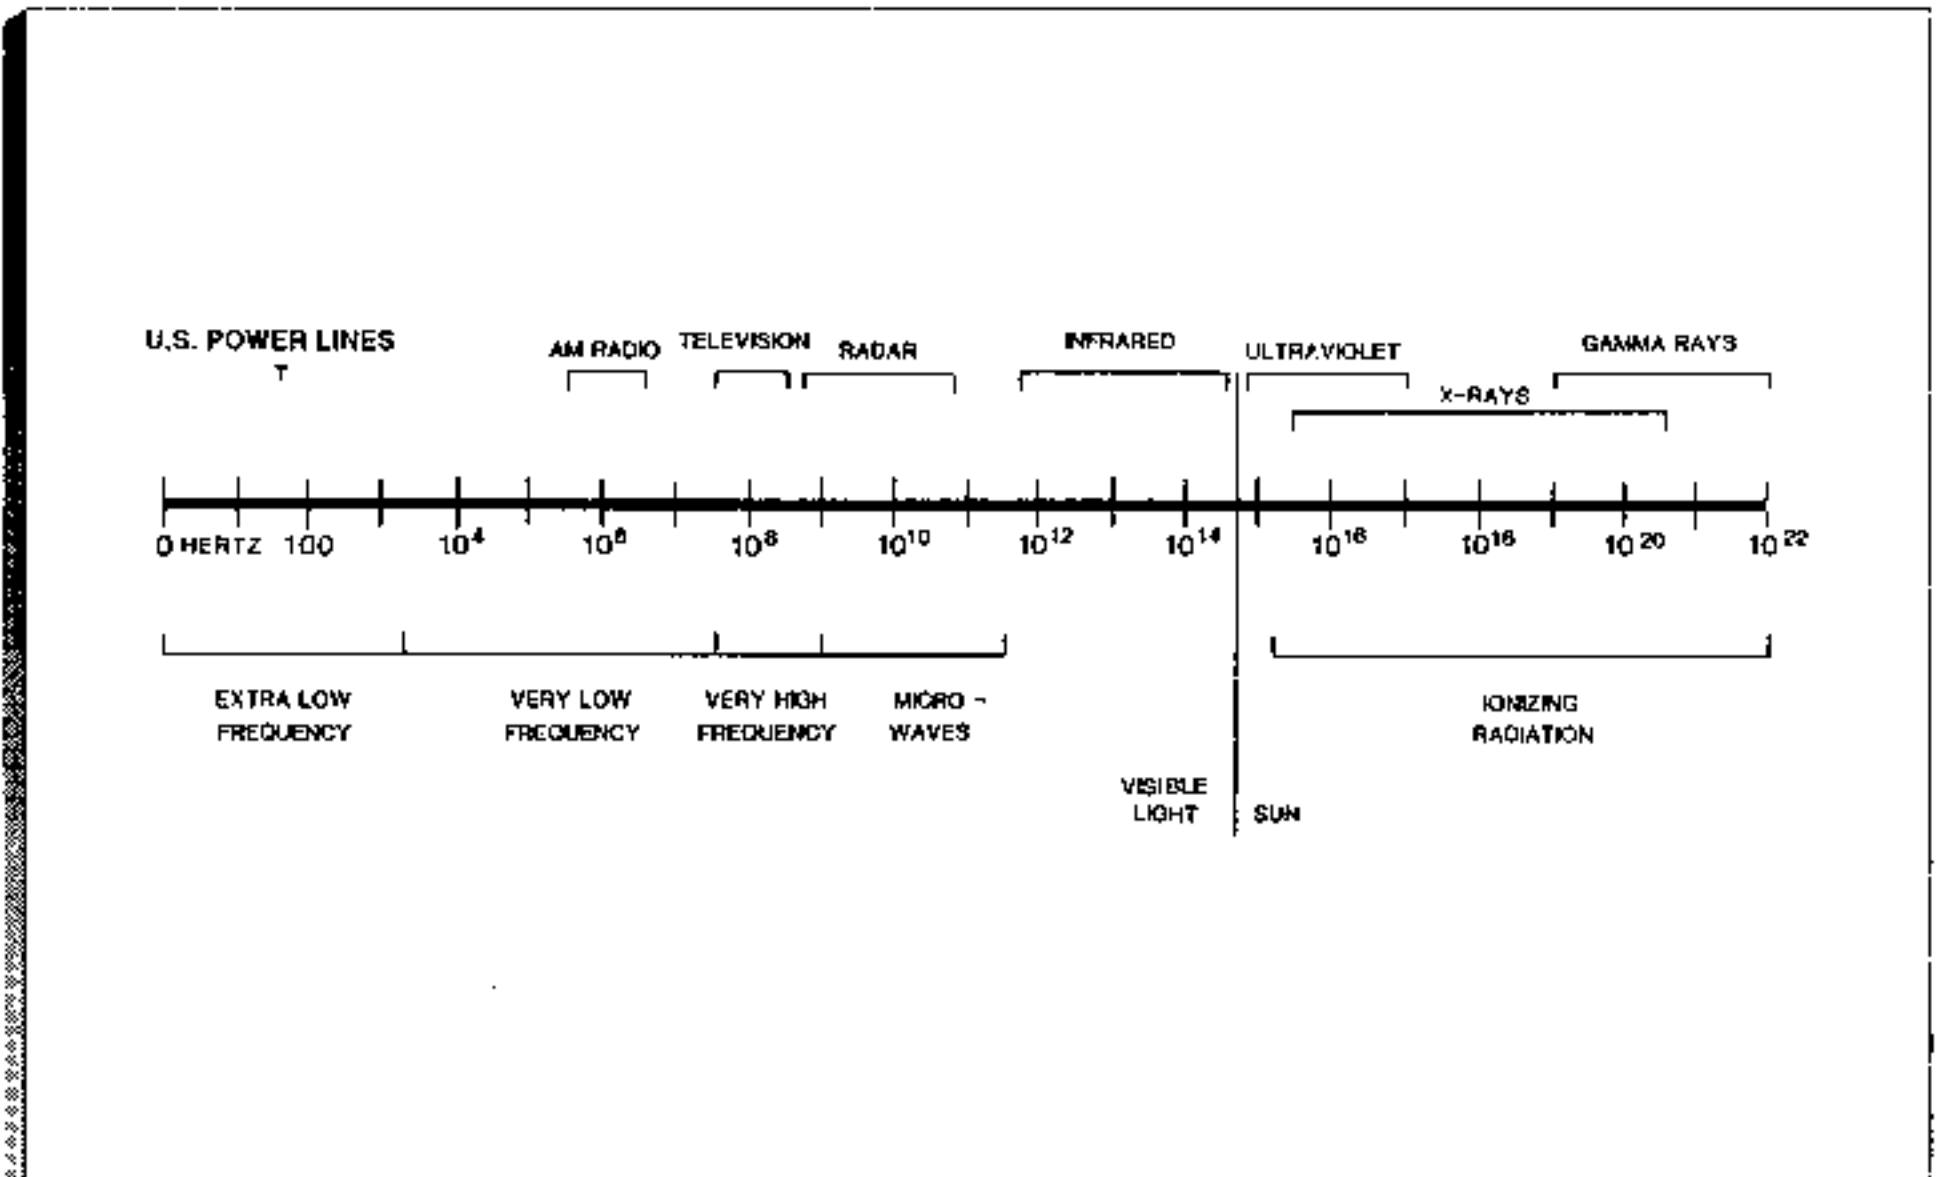 U.S. POWER LINES
AM RADIO
TELEVISION
RADAR
INFRARED
ULTRAVIOLET
X-RAYS
GAMMA RAYS
0 HERTZ 100 10⁴ 10⁶ 10⁸ 10¹⁰ 10¹² 10¹⁴ 10¹⁶ 10¹⁸ 10²⁰ 10²²
EXTRA LOW
FREQUENCY
VERY LOW
FREQUENCY
VERY HIGH
FREQUENCY
MICRO-
WAVES
IONIZING
RADIATION
VISIBLE
LIGHT
SUN